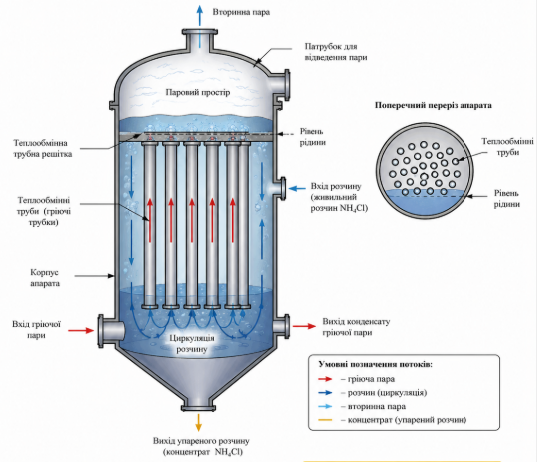 Вторинна пара
Патрубок для
відведення пари
Паровий простір
Поперечний переріз апарата
Теплообмінна
трубна решітка
Рівень
рідини
Теплообмінні
труби
Теплообмінні
труби (гріючі
трубки)
Вхід розчину
(живильний
розчин NH₄Cl)
Рівень
рідини
Корпус
апарата
Вхід гріючої
пари
Циркуляція
розчину
Вихід конденсату
гріючої пари
Умовні позначення потоків:
– гріюча пара
– розчин (циркуляція)
– вторинна пара
– концентрат (упарений розчин)
Вихід упареного розчину
(концентрат NH₄Cl)